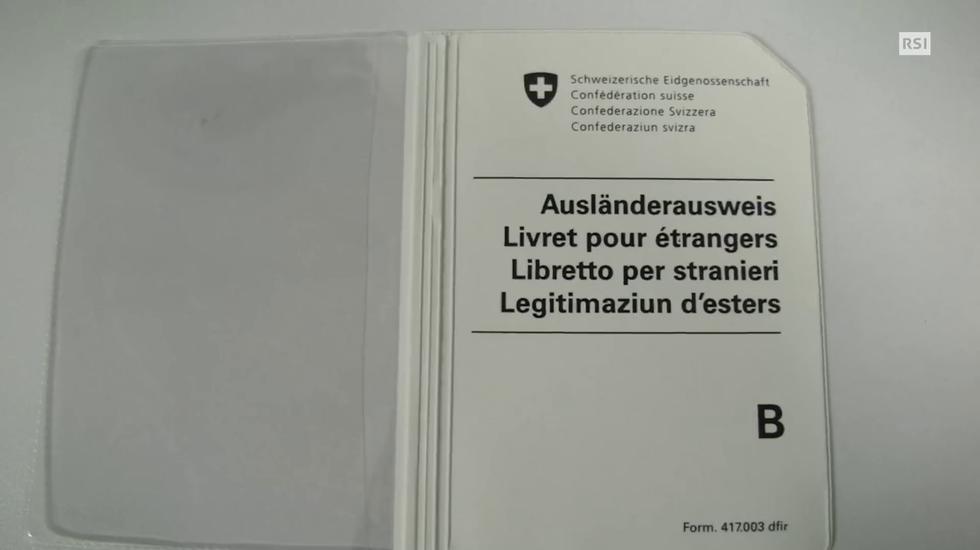 RSI
Schweizerische Eidgenossenschaft
Confédération suisse
Confederazione Svizzera
Confederaziun svizra
Ausländerausweis
Livret pour étrangers
Libretto per stranieri
Legitimaziun d'esters
B
Form. 417.003 dfir